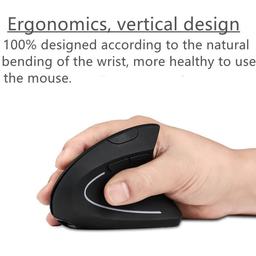 Ergonomics, vertical design
100% designed according to the natural
bending of the wrist, more healthy to use
the mouse.